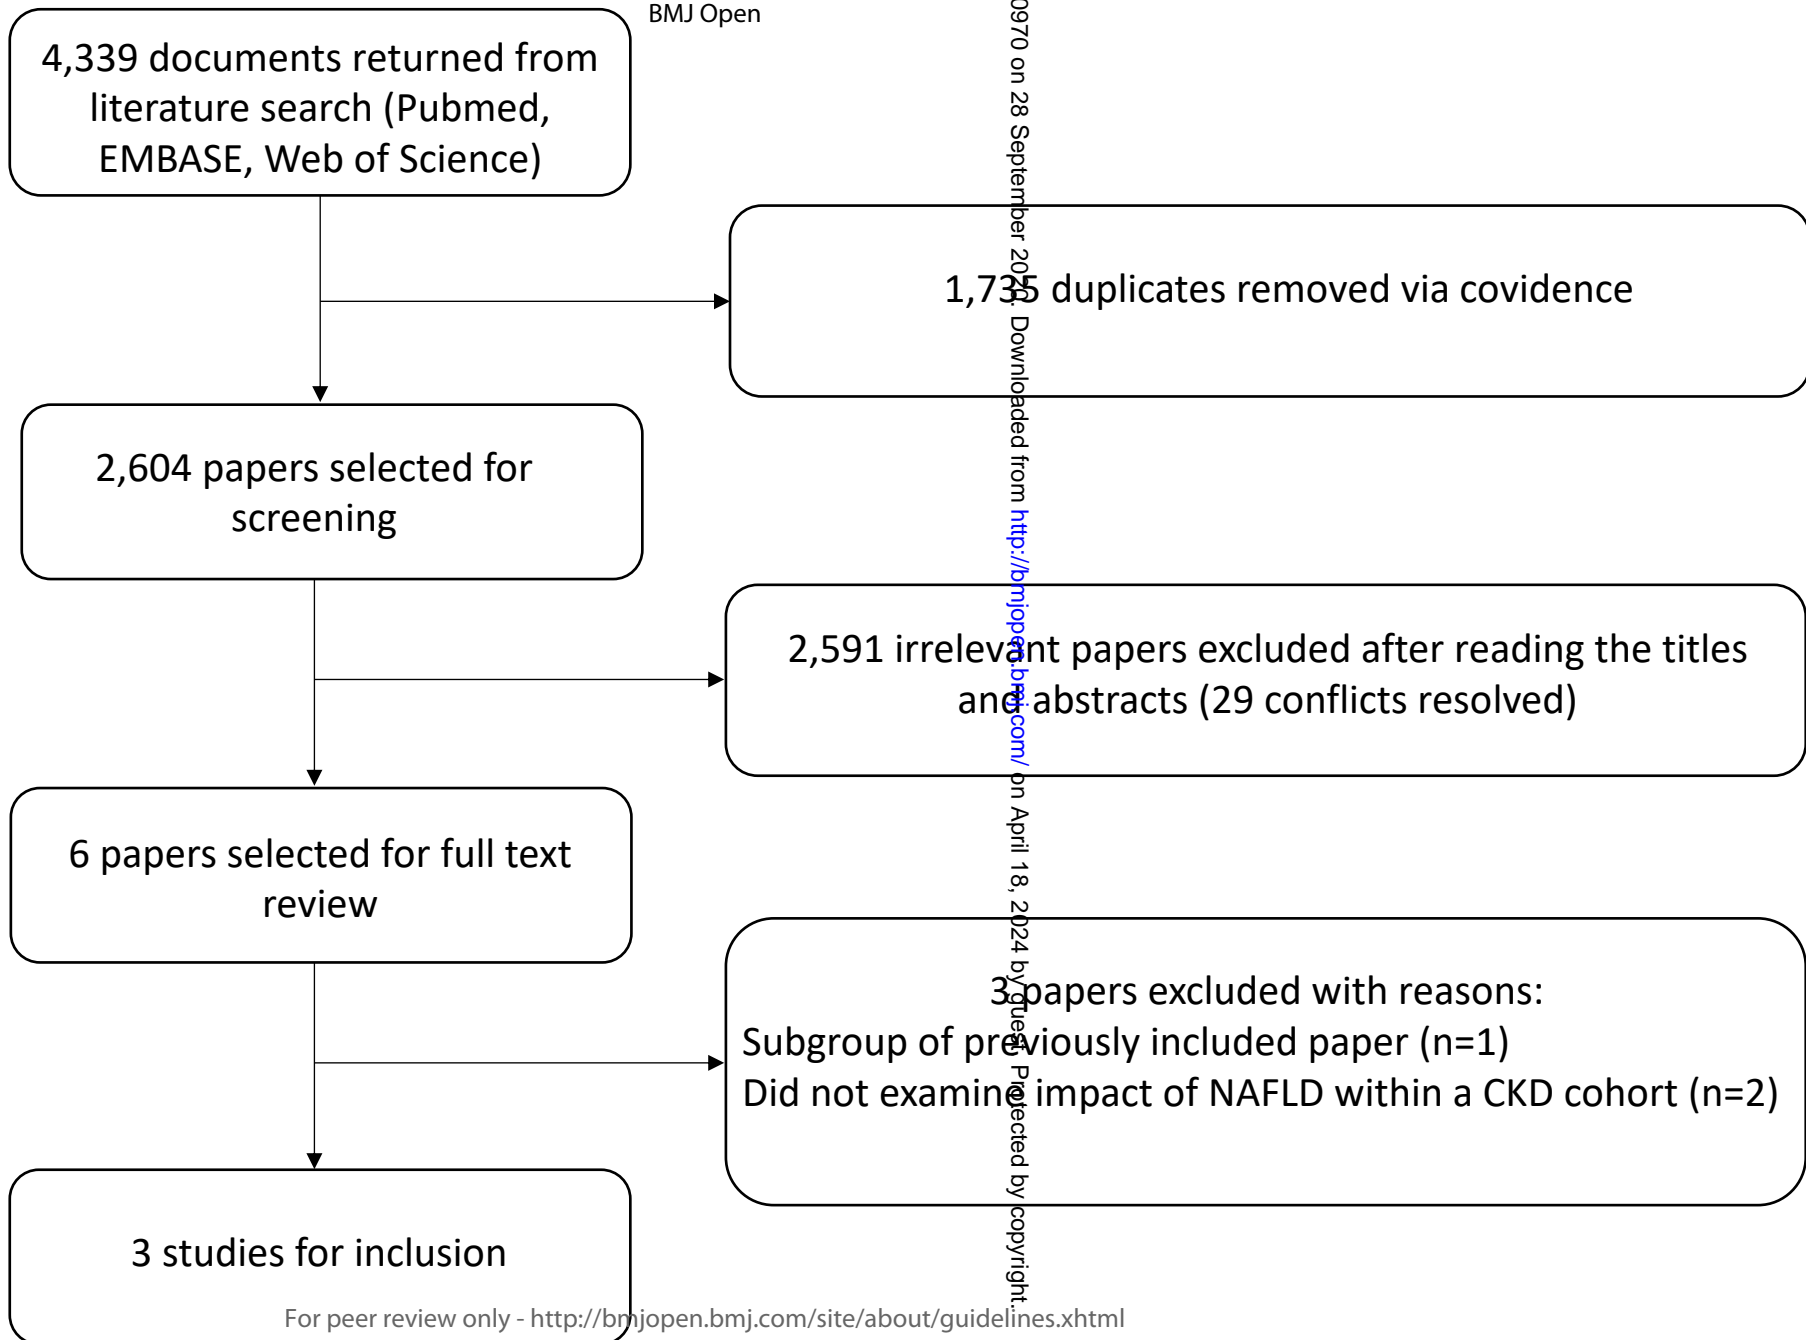 BMJ Open
4,339 documents returned from
literature search (Pubmed,
EMBASE, Web of Science)
1,735 duplicates removed via covidence
2,604 papers selected for
screening
2,591 irrelevant papers excluded after reading the titles
and abstracts (29 conflicts resolved)
6 papers selected for full text
review
3 papers excluded with reasons:
Subgroup of previously included paper (n=1)
Did not examine impact of NAFLD within a CKD cohort (n=2)
3 studies for inclusion
0970 on 28 September 2020. Downloaded from http://bmjopen.bmj.com/ on April 18, 2024 by guest. Protected by copyright.
For peer review only - http://bmjopen.bmj.com/site/about/guidelines.xhtml